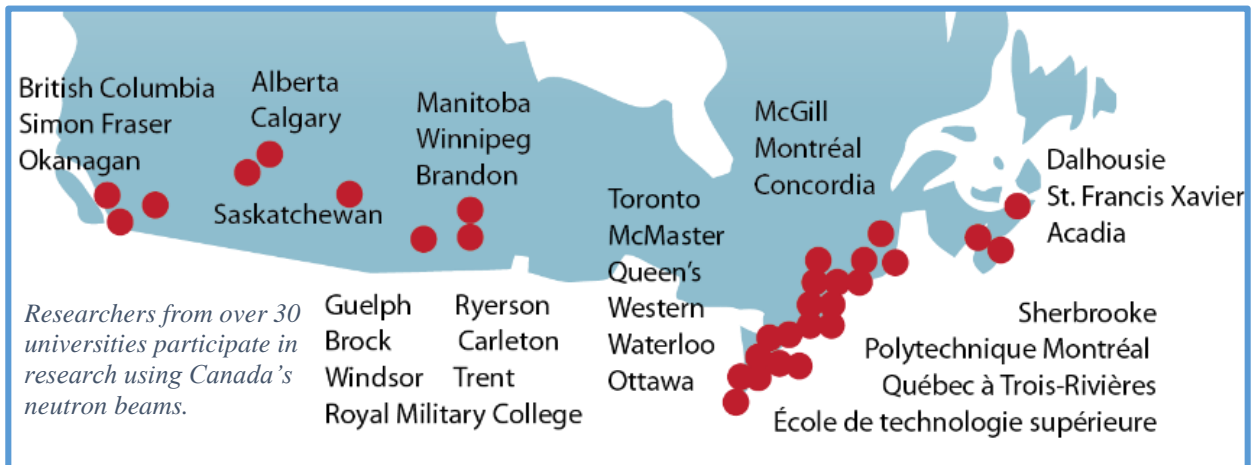 British Columbia
Simon Fraser
Okanagan
Alberta
Calgary
Saskatchewan
Manitoba
Winnipeg
Brandon
Toronto
McMaster
Queen's
Western
Waterloo
Ottawa
McGill
Montréal
Concordia
Dalhousie
St. Francis Xavier
Acadia
Researchers from over 30
universities participate in
research using Canada's
neutron beams.
Guelph Ryerson
Brock Carleton
Windsor Trent
Royal Military College
Sherbrooke
Polytechnique Montréal
Québec à Trois-Rivières
École de technologie supérieure